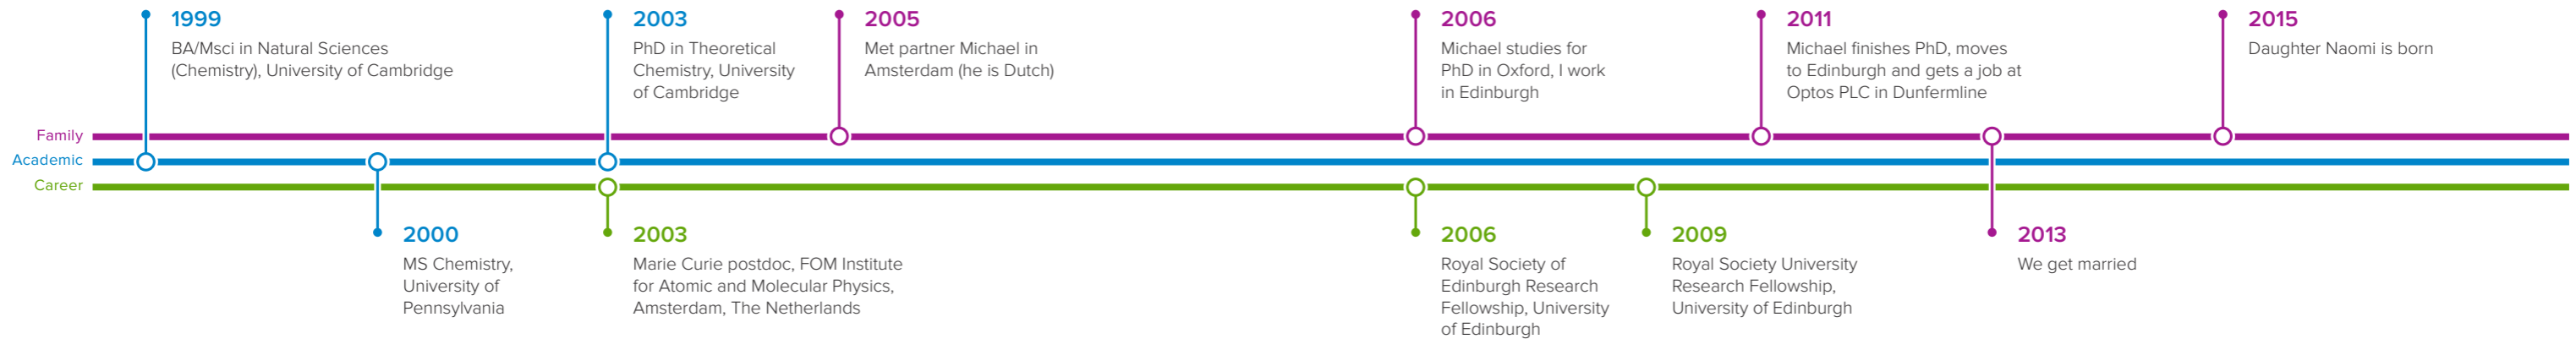 1999
BA/Msci in Natural Sciences
(Chemistry), University of Cambridge
2003
PhD in Theoretical
Chemistry, University
of Cambridge
2005
Met partner Michael in
Amsterdam (he is Dutch)
2006
Michael studies for
PhD in Oxford, I work
in Edinburgh
2011
Michael finishes PhD, moves
to Edinburgh and gets a job at
Optos PLC in Dunfermline
2015
Daughter Naomi is born
Family
Academic
Career
2000
MS Chemistry,
University of
Pennsylvania
2003
Marie Curie postdoc, FOM Institute
for Atomic and Molecular Physics,
Amsterdam, The Netherlands
2006
Royal Society of
Edinburgh Research
Fellowship, University
of Edinburgh
2009
Royal Society University
Research Fellowship,
University of Edinburgh
2013
We get married